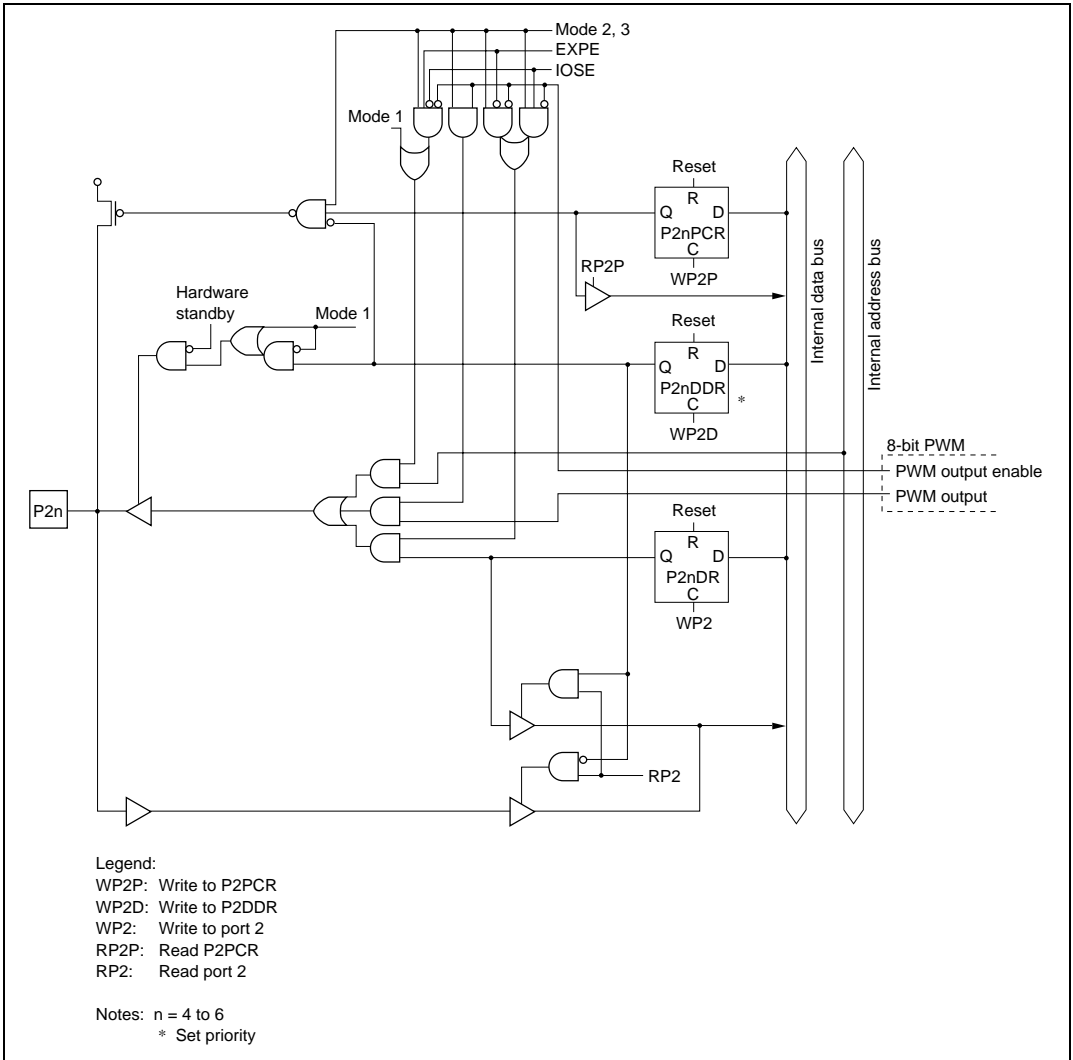 Mode 2, 3
EXPE
IOSE
Mode 1
Reset
R
Q D
P2nPCR
C
WP2P
RP2P
Hardware
standby
Mode 1
Reset
R
Q D
P2nDDR
C
*
WP2D
Internal data bus
Internal address bus
8-bit PWM
PWM output enable
PWM output
P2n
Reset
R
Q D
P2nDR
C
WP2
RP2
Legend:
WP2P: Write to P2PCR
WP2D: Write to P2DDR
WP2: Write to port 2
RP2P: Read P2PCR
RP2: Read port 2
Notes: n = 4 to 6
* Set priority